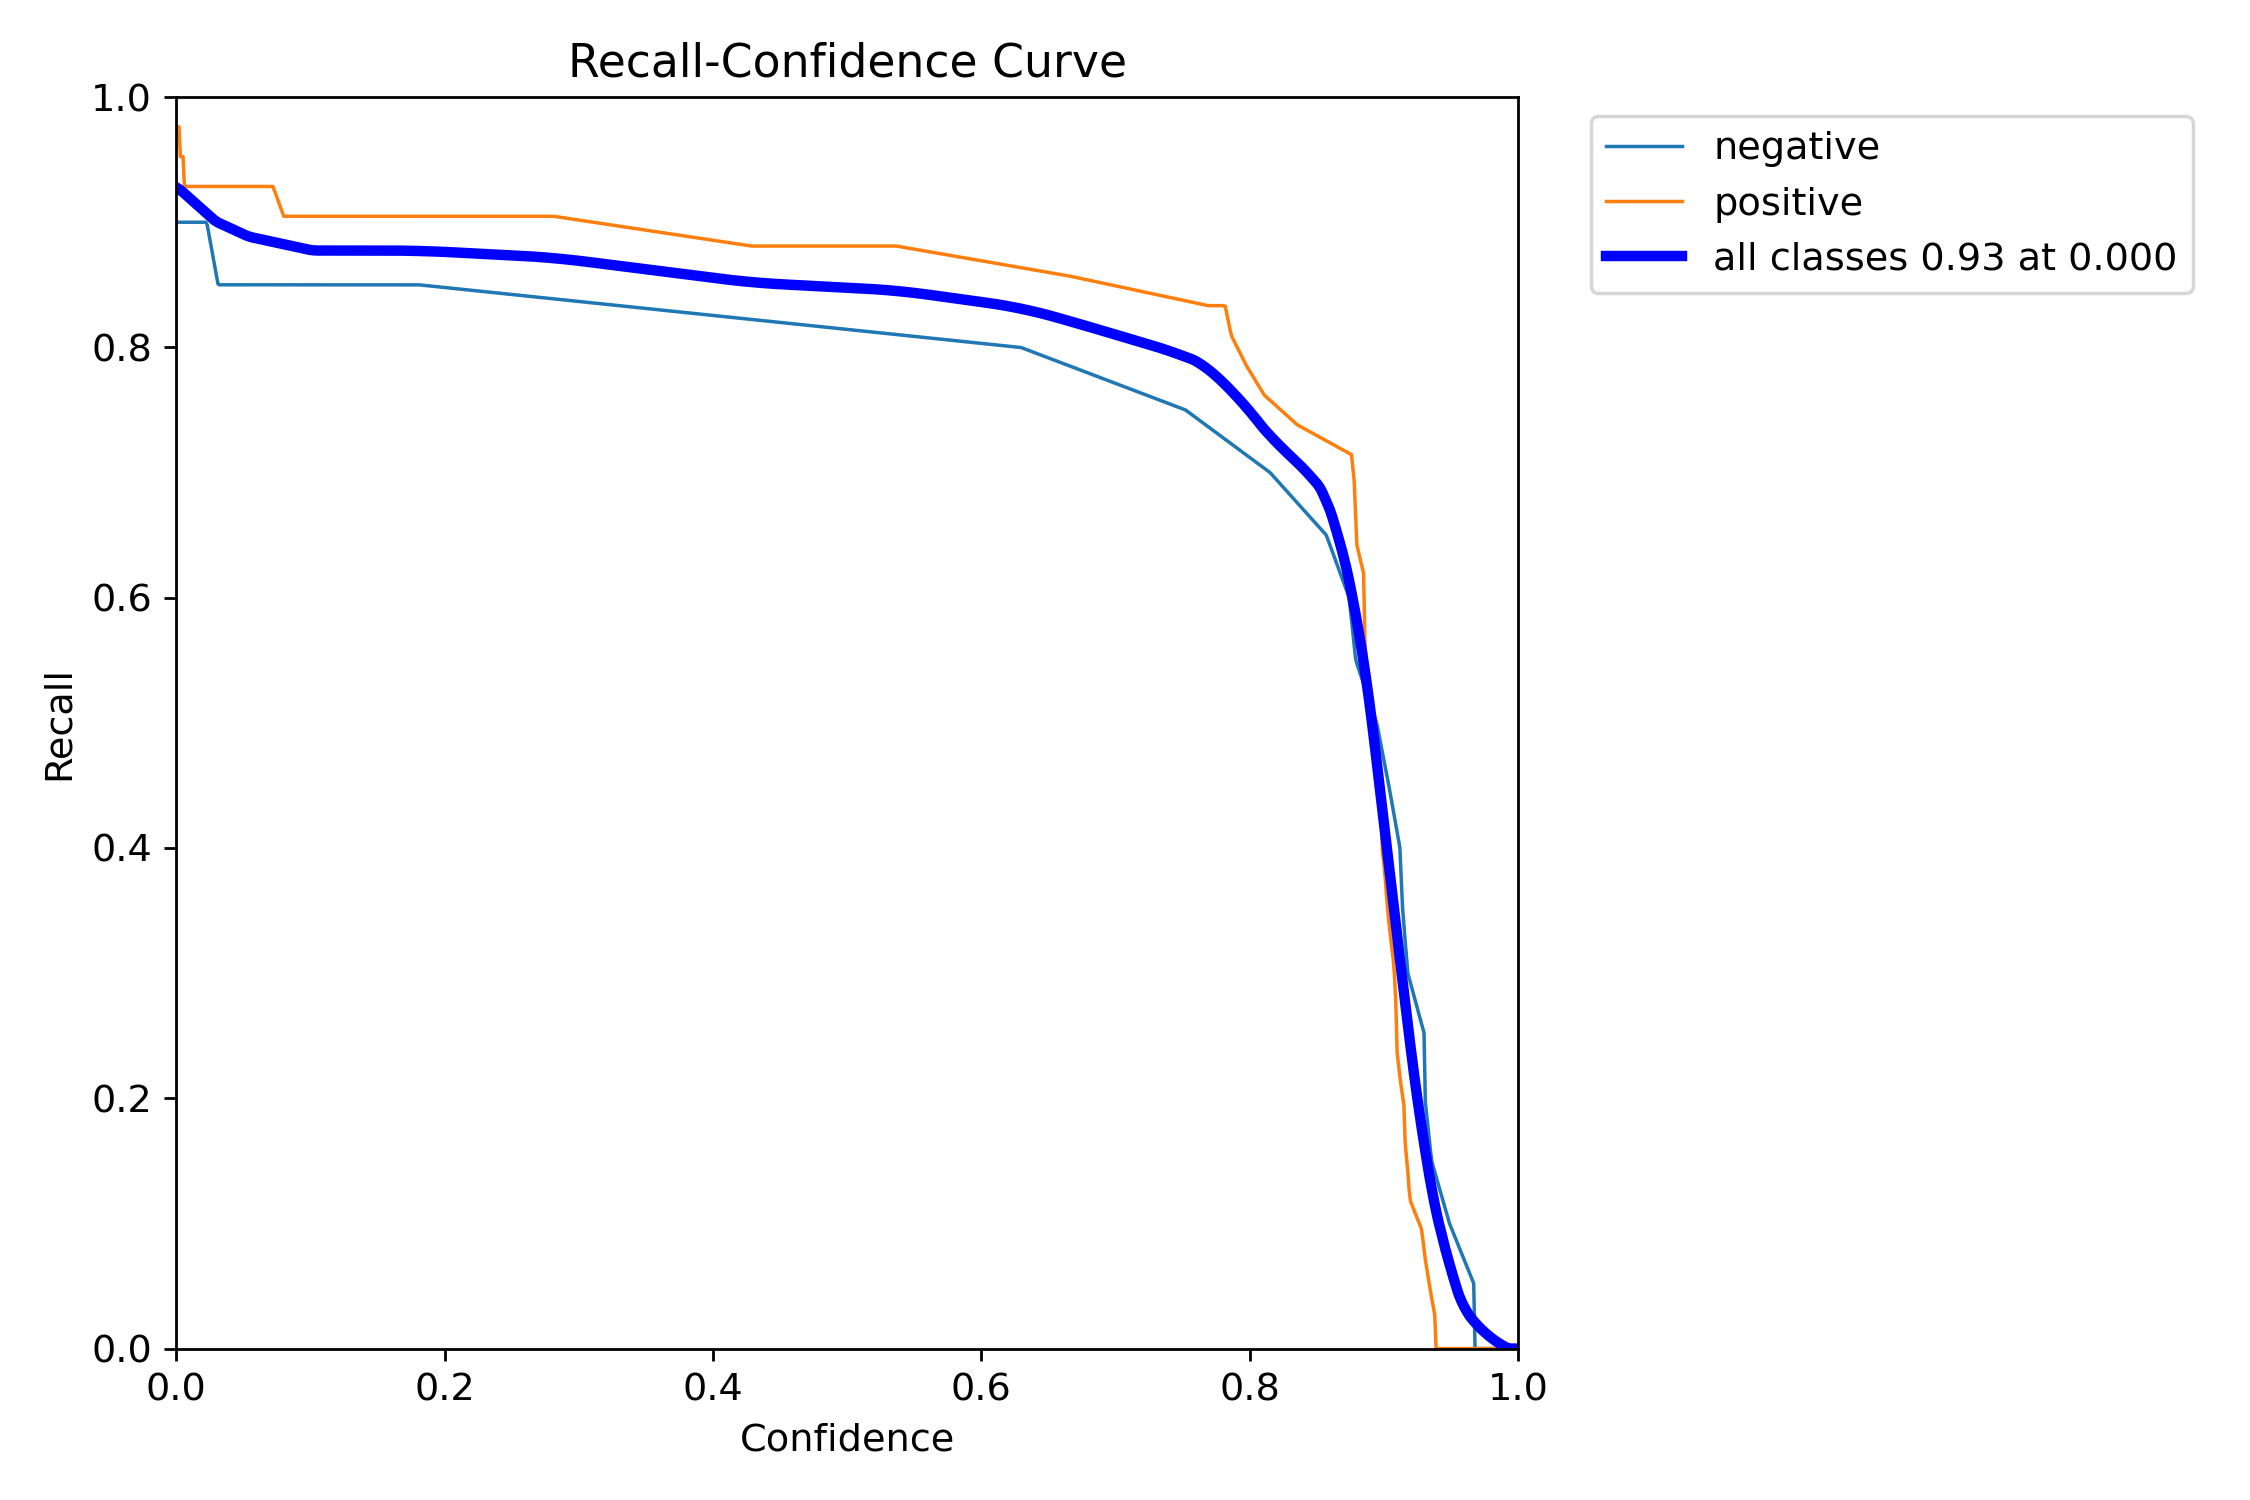 Recall-Confidence Curve
1.0
0.8
0.6
0.4
0.2
0.0
Recall
0.0 0.2 0.4 0.6 0.8 1.0
Confidence
negative
positive
all classes 0.93 at 0.000